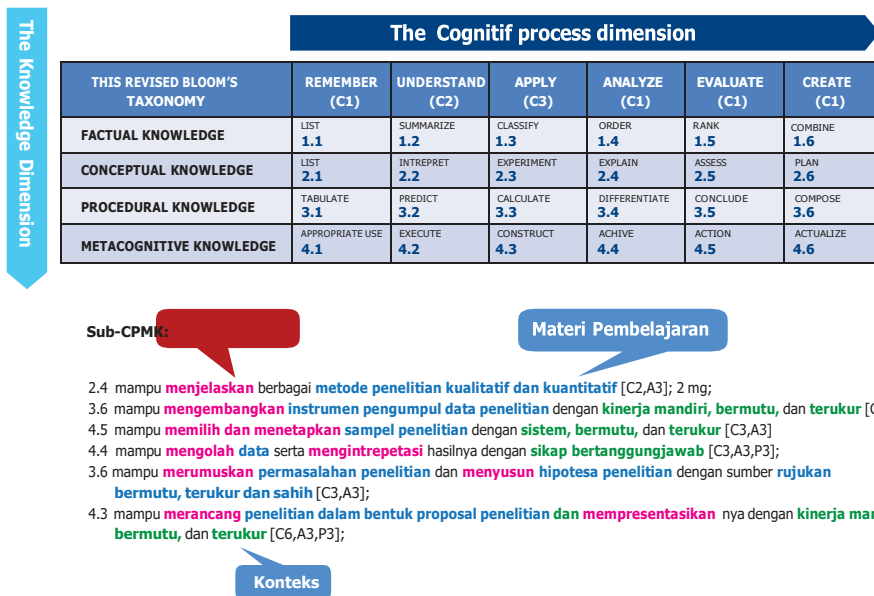 The Cognitif process dimension
The Knowledge Dimension
THIS REVISED BLOOM'S TAXONOMY REMEMBER (C1) UNDERSTAND (C2) APPLY (C3) ANALYZE (C1) EVALUATE (C1) CREATE (C1)
LIST SUMMARIZE CLASSIFY ORDER RANK COMBINE
FACTUAL KNOWLEDGE 1.1 1.2 1.3 1.4 1.5 1.6
LIST INTREPRET EXPERIMENT EXPLAIN ASSESS PLAN
CONCEPTUAL KNOWLEDGE 2.1 2.2 2.3 2.4 2.5 2.6
TABULATE PREDICT CALCULATE DIFFERENTIATE CONCLUDE COMPOSE
PROCEDURAL KNOWLEDGE 3.1 3.2 3.3 3.4 3.5 3.6
APPROPRIATE USE EXECUTE CONSTRUCT ACHIVE ACTION ACTUALIZE
METACOGNITIVE KNOWLEDGE 4.1 4.2 4.3 4.4 4.5 4.6
Sub-CPMK:
Materi Pembelajaran
2.4 mampu menjelaskan berbagai metode penelitian kualitatif dan kuantitatif [C2,A3]; 2 mg;
3.6 mampu mengembangkan instrumen pengumpul data penelitian dengan kinerja mandiri, bermutu, dan terukur [C
4.5 mampu memilih dan menetapkan sampel penelitian dengan sistem, bermutu, dan terukur [C3,A3]
4.4 mampu mengolah data serta mengintrepetasi hasilnya dengan sikap bertanggungjawab [C3,A3,P3];
3.6 mampu merumuskan permasalahan penelitian dan menyusun hipotesa penelitian dengan sumber rujukan
bermutu, terukur dan sahih [C3,A3];
4.3 mampu merancang penelitian dalam bentuk proposal penelitian dan mempresentasikan nya dengan kinerja mar
bermutu, dan terukur [C6,A3,P3];
Konteks